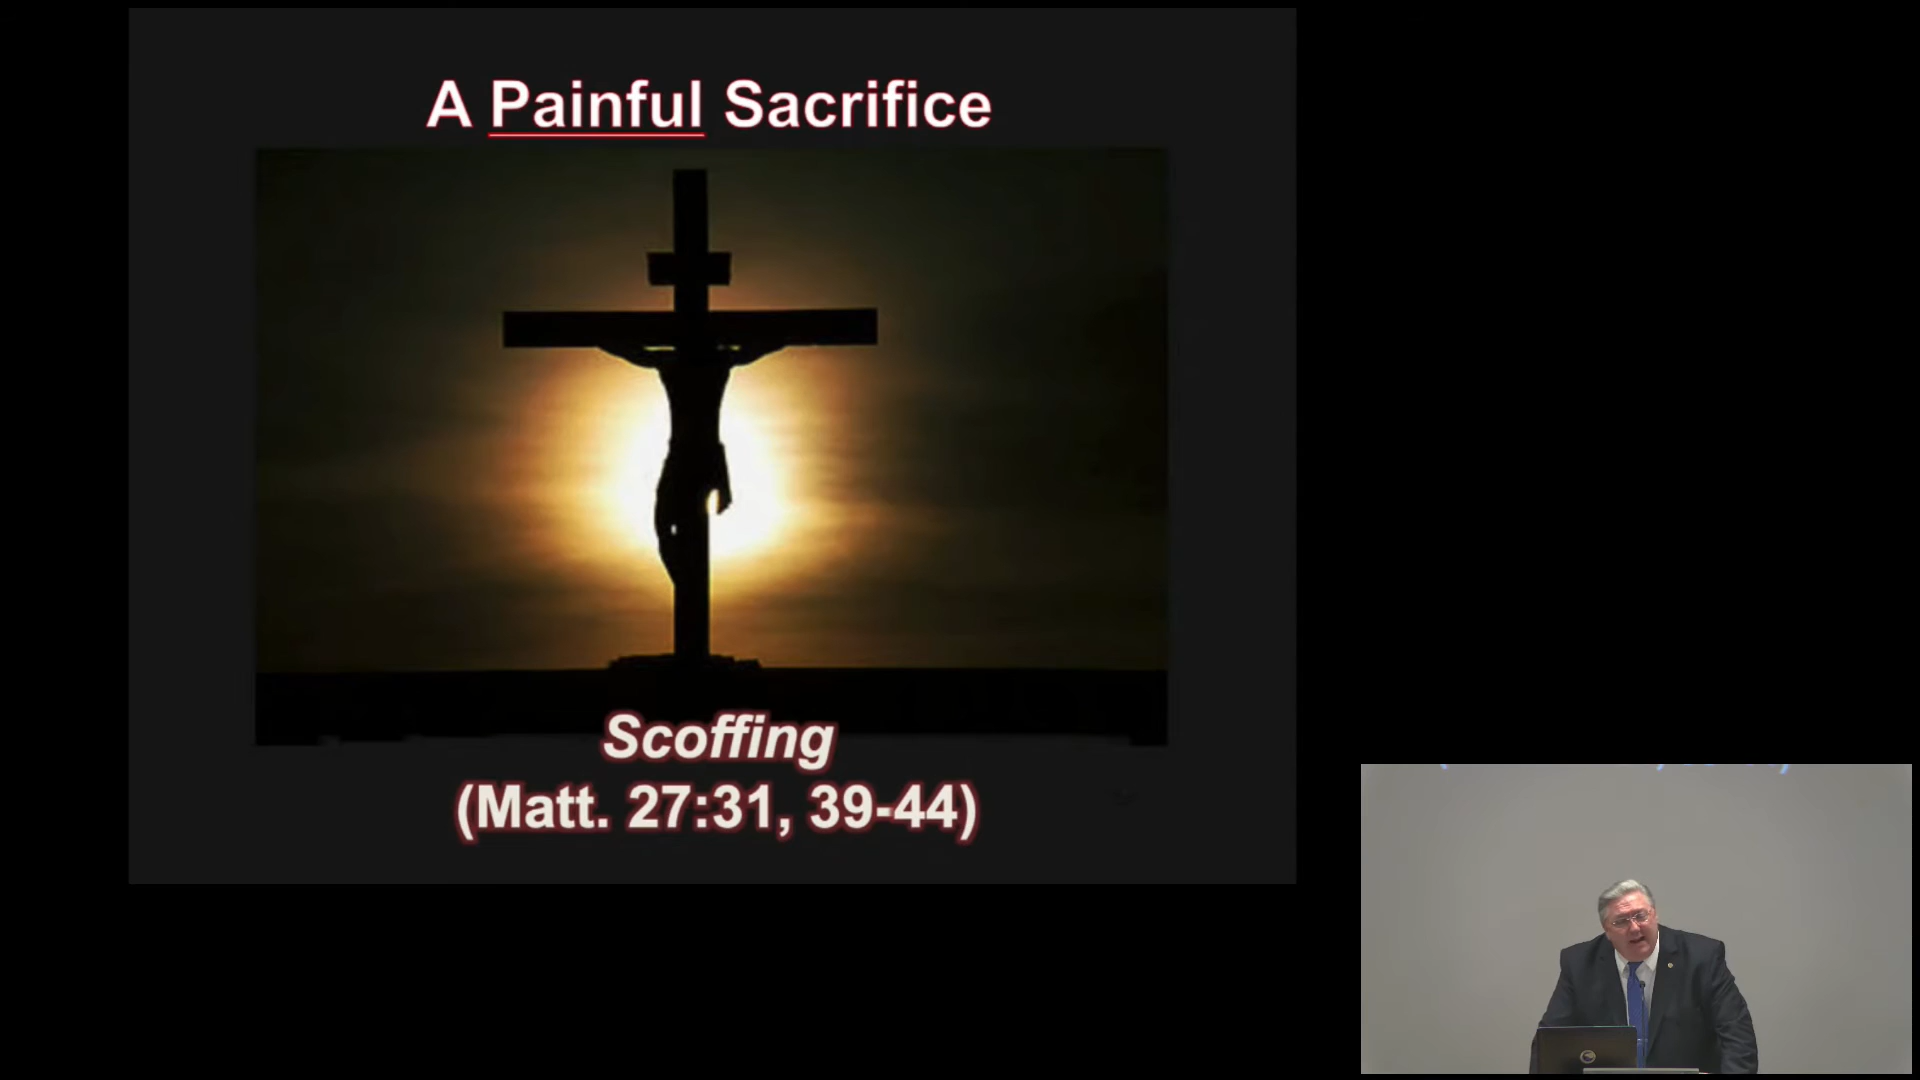 A Painful Sacrifice
Scoffing
(Matt. 27:31, 39-44)